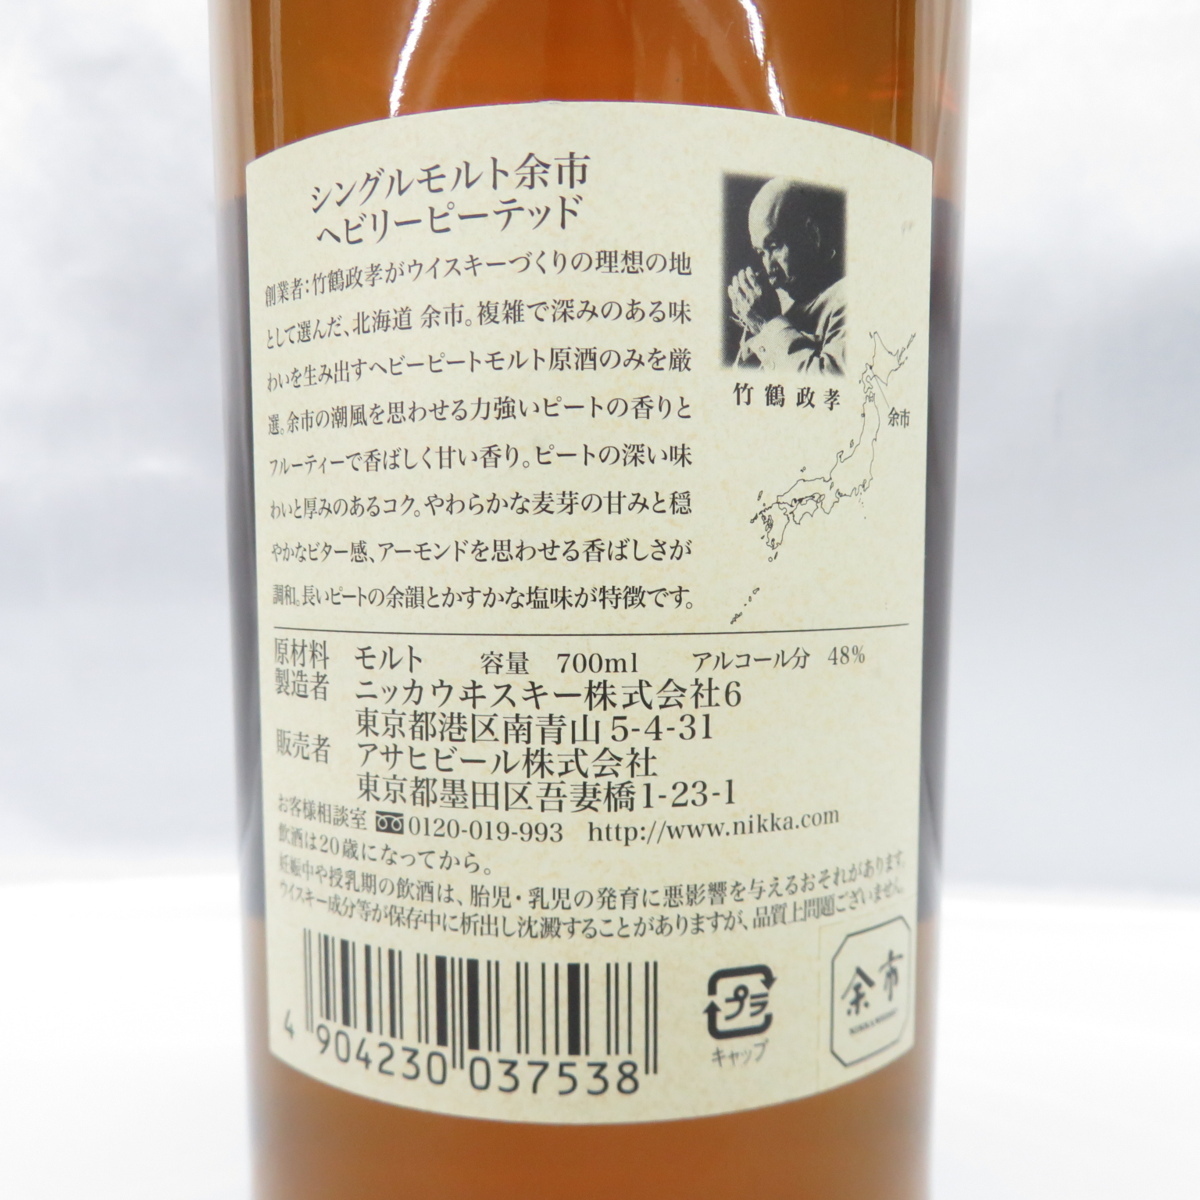 シングルモルト余市
ヘビリーピーテッド
創業者:竹鶴政孝がウイスキーづくりの理想の地
として選んだ、北海道 余市。複雑で深みのある味
わいを生み出すヘビーピートモルト原酒のみを厳
選。余市の潮風を思わせる力強いピートの香りと
フルーティーで香ばしく甘い香り。ピートの深い味
わいと厚みのあるコク。やわらかな麦芽の甘みと穏
やかなビター感、アーモンドを思わせる香ばしさが
調和。長いピートの余韻とかすかな塩味が特徴です。
竹鶴政孝
余市
原材料 モルト 容量 700ml アルコール分 48%
製造者 ニッカウヰスキー株式会社6
東京都港区南青山5-4-31
販売者 アサヒビール株式会社
東京都墨田区吾妻橋1-23-1
お客様相談室 0120-019-993 http://www.nikka.com
飲酒は20歳になってから。
妊娠中や授乳期の飲酒は、胎児・乳児の発育に悪影響を与えるおそれがあります。
ウイスキー成分等が保存中に析出し沈澱することがありますが、品質上問題ございません。
4 904230 037538
プラ
キャップ
余市